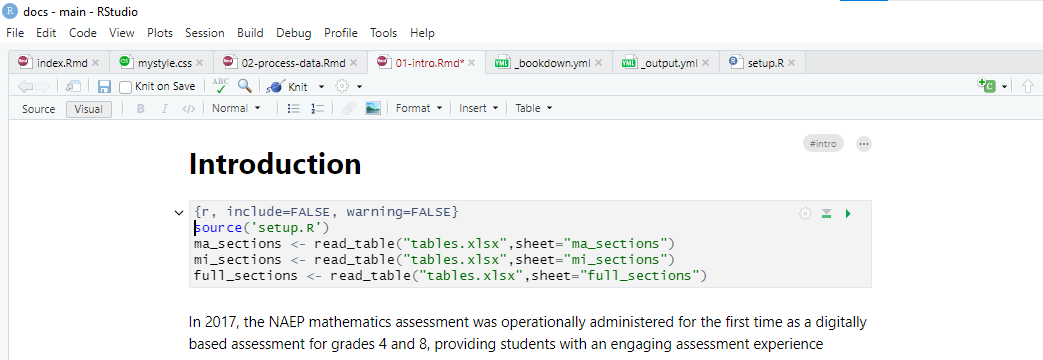 docs - main - RStudio
File Edit Code View Plots Session Build Debug Profile Tools Help
index.Rmd mystyle.css 02-process-data.Rmd 01-intro.Rmd* _bookdown.yml _output.yml setup.R
Knit on Save ABC Knit
Source Visual B I </> Normal Format Insert Table
#intro
Introduction
{r, include=FALSE, warning=FALSE}
source('setup.R')
ma_sections <- read_table("tables.xlsx",sheet="ma_sections")
mi_sections <- read_table("tables.xlsx",sheet="mi_sections")
full_sections <- read_table("tables.xlsx",sheet="full_sections")
In 2017, the NAEP mathematics assessment was operationally administered for the first time as a digitally
based assessment for grades 4 and 8, providing students with an engaging assessment experience